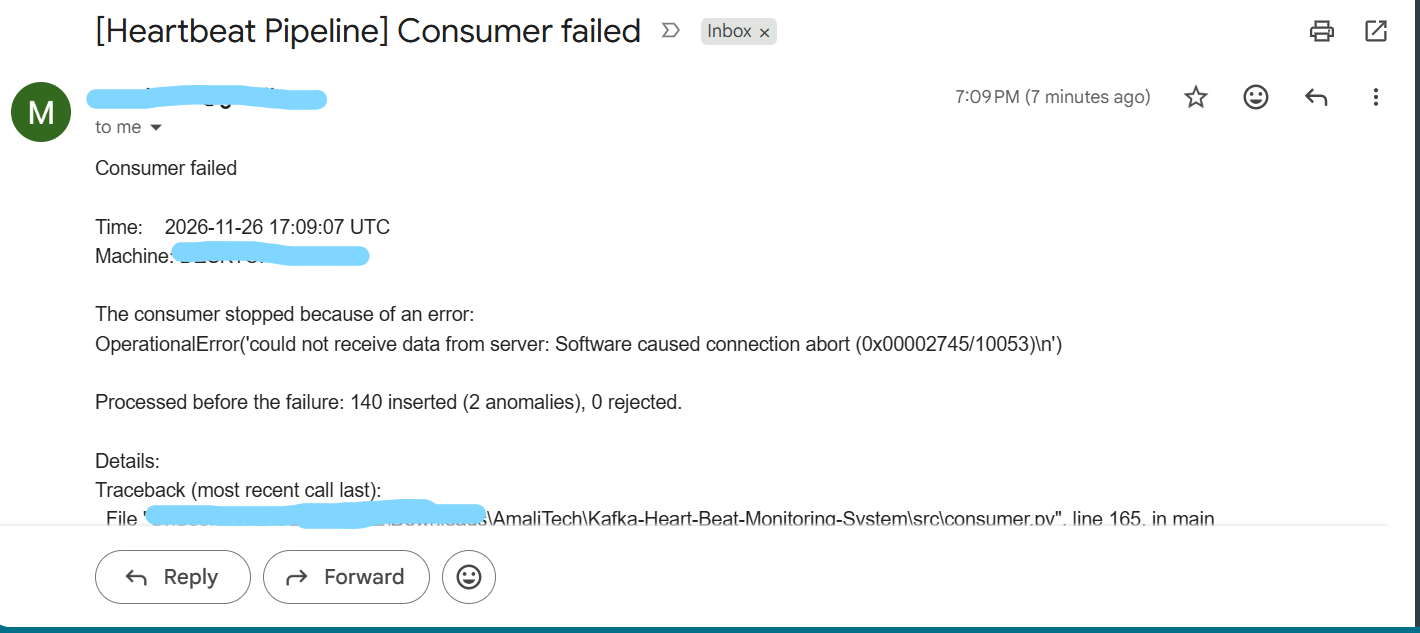 [Heartbeat Pipeline] Consumer failed
Inbox ×
M
7:09 PM (7 minutes ago)
to me
Consumer failed
Time: 2026-11-26 17:09:07 UTC
Machine:
The consumer stopped because of an error:
OperationalError('could not receive data from server: Software caused connection abort (0x00002745/10053)\n')
Processed before the failure: 140 inserted (2 anomalies), 0 rejected.
Details:
Traceback (most recent call last):
File "\AmaliTech\Kafka-Heart-Beat-Monitoring-System\src\consumer.py", line 165, in main
Reply
Forward